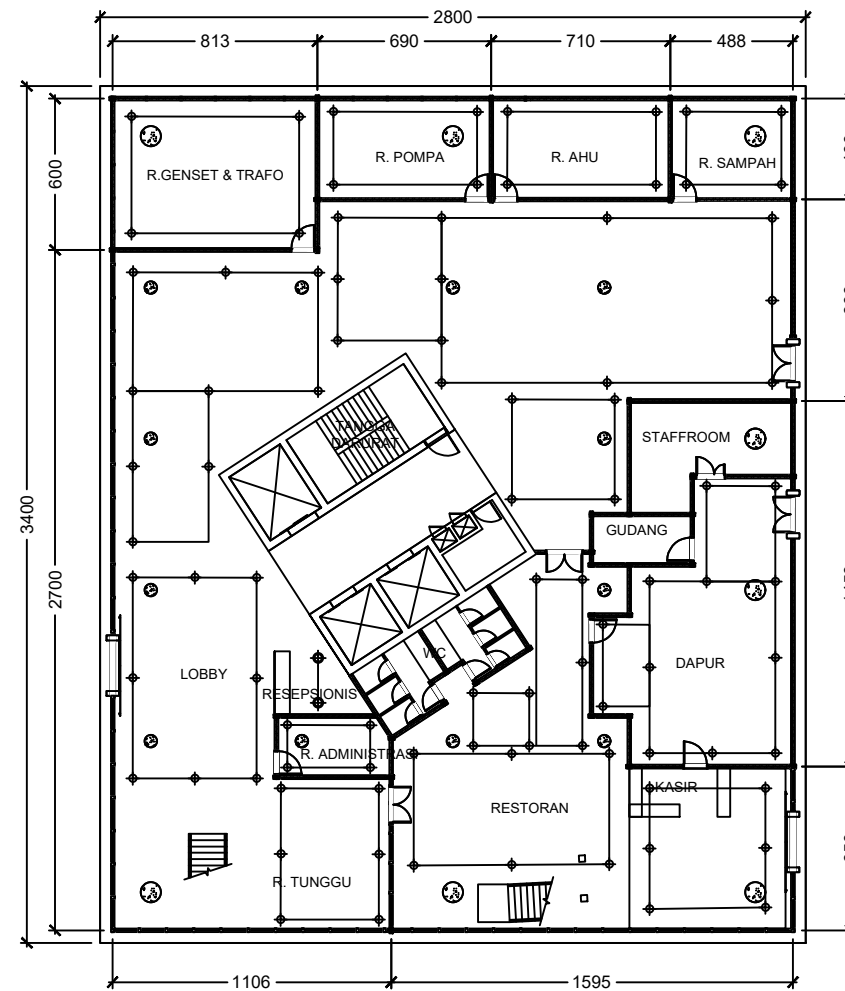 2800
813
690
710
488
600
R.GENSET & TRAFO
R. POMPA
R. AHU
R. SAMPAH
3400
2700
TANGGA
DARURAT
STAFFROOM
GUDANG
WC
DAPUR
LOBBY
RESEPSIONIS
R. ADMINISTRASI
KASIR
RESTORAN
R. TUNGGU
1106
1595